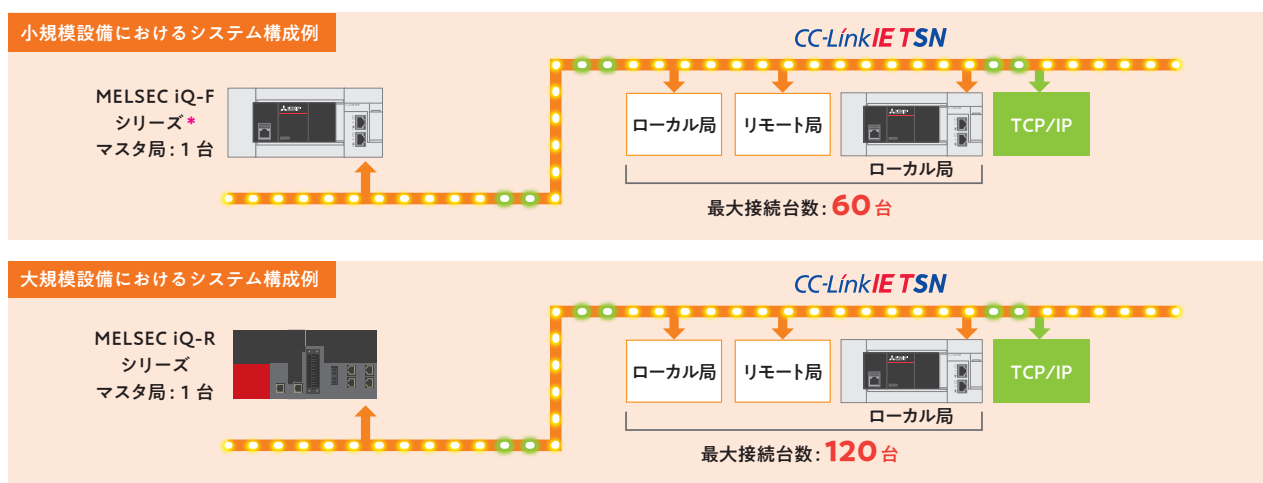 小規模設備におけるシステム構成例
CC-Link IE TSN
MELSEC iQ-F
シリーズ*
マスタ局:1台
ローカル局
リモート局
TCP/IP
ローカル局
最大接続台数:60台
大規模設備におけるシステム構成例
CC-Link IE TSN
MELSEC iQ-R
シリーズ
マスタ局:1台
ローカル局
リモート局
TCP/IP
ローカル局
最大接続台数:120台